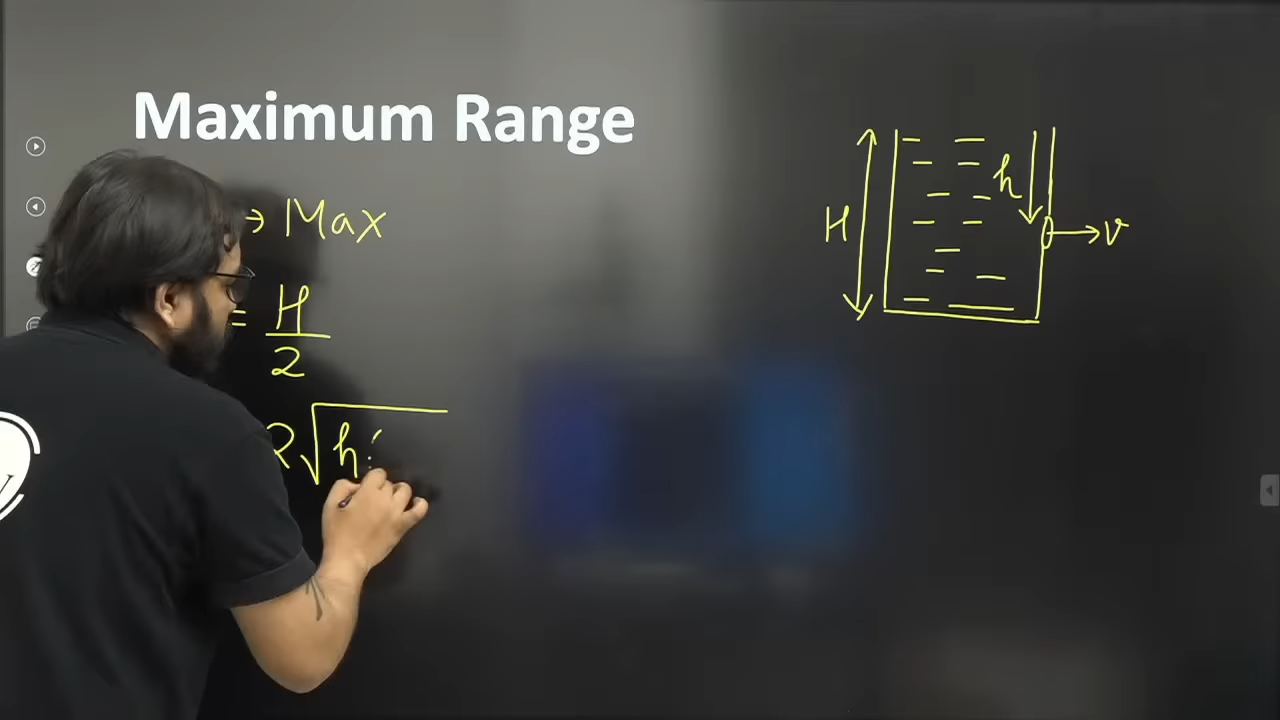 Maximum Range
→ Max
= H
2
2√h(
H
h
→ v